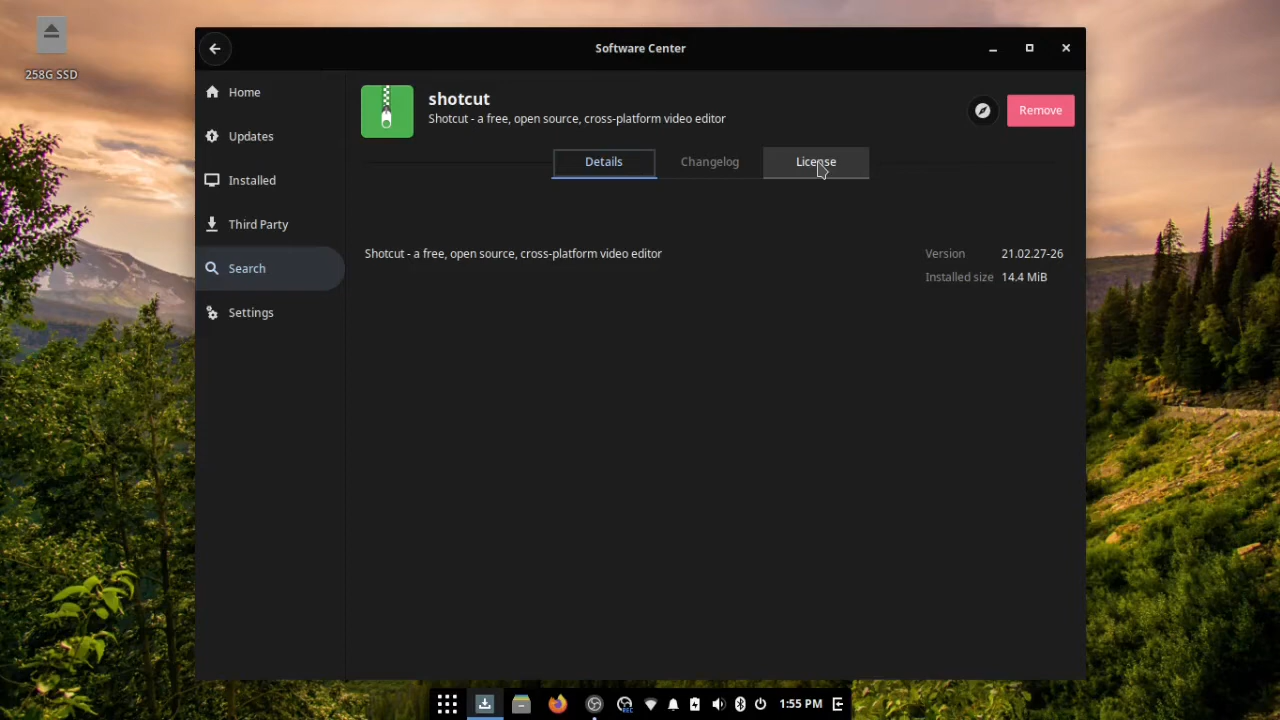 258G SSD
Software Center
Home
Updates
Installed
Third Party
Search
Settings
shotcut
Shotcut - a free, open source, cross-platform video editor
Remove
Details
Changelog
License
Shotcut - a free, open source, cross-platform video editor
Version 21.02.27-26
Installed size 14.4 MiB
REC
1:55 PM